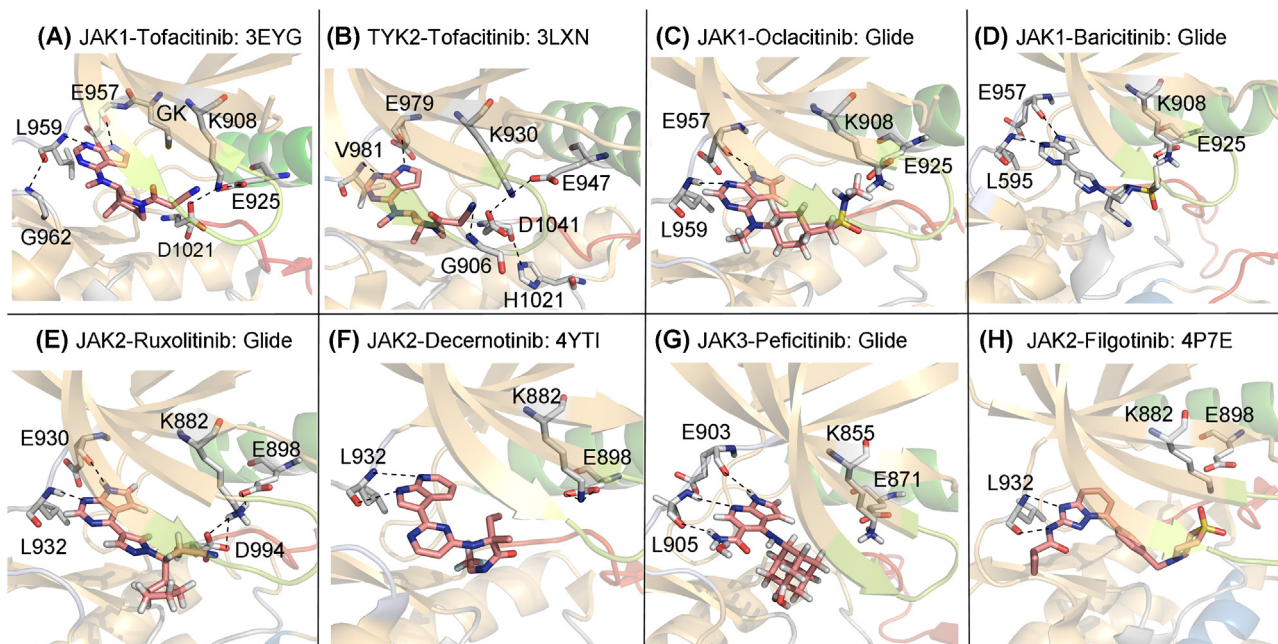 (A) JAK1-Tofacitinib: 3EYG
E957
GK
K908
L959
E925
G962
D1021
(B) TYK2-Tofacitinib: 3LXN
E979
K930
V981
E947
D1041
G906
H1021
(C) JAK1-Oclacitinib: Glide
E957
K908
E925
L959
(D) JAK1-Baricitinib: Glide
E957
K908
E925
L595
(E) JAK2-Ruxolitinib: Glide
K882
E930
E898
L932
D994
(F) JAK2-Decernotinib: 4YTI
K882
L932
E898
(G) JAK3-Peficitinib: Glide
E903
K855
E871
L905
(H) JAK2-Filgotinib: 4P7E
K882
E898
L932